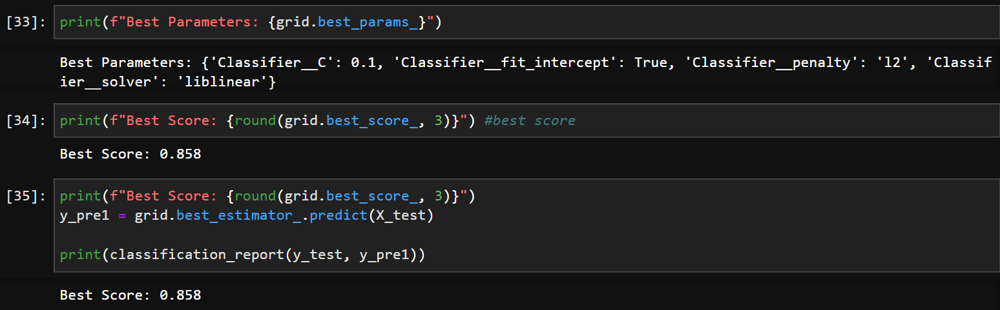 [33]: print(f"Best Parameters: {grid.best_params_}")
Best Parameters: {'Classifier__C': 0.1, 'Classifier__fit_intercept': True, 'Classifier__penalty': 'l2', 'Classif
ier__solver': 'liblinear'}
[34]: print(f"Best Score: {round(grid.best_score_, 3)}") #best score
Best Score: 0.858
[35]: print(f"Best Score: {round(grid.best_score_, 3)}")
y_pre1 = grid.best_estimator_.predict(X_test)
print(classification_report(y_test, y_pre1))
Best Score: 0.858